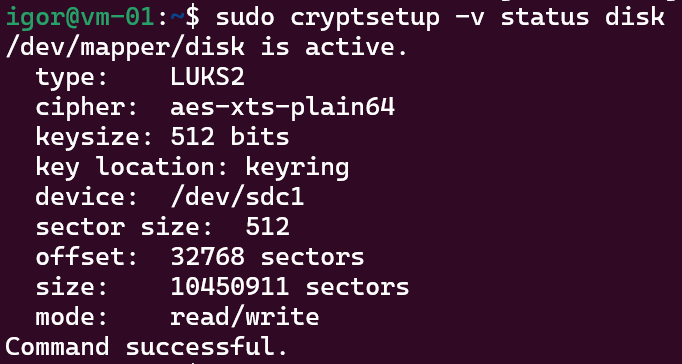 igor@vm-01:~$ sudo cryptsetup -v status disk
/dev/mapper/disk is active.
  type:    LUKS2
  cipher:  aes-xts-plain64
  keysize: 512 bits
  key location: keyring
  device:  /dev/sdc1
  sector size:  512
  offset:  32768 sectors
  size:    10450911 sectors
  mode:    read/write
Command successful.